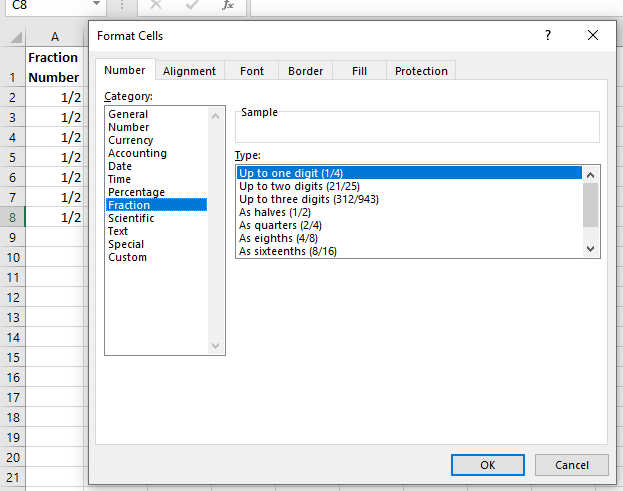 C8
fx
A
Fraction
1 Number
2 1/2
3 1/2
4 1/2
5 1/2
6 1/2
7 1/2
8 1/2
9
10
11
12
13
14
15
16
17
18
19
20
21
Format Cells
?
Number Alignment Font Border Fill Protection
Category:
General
Number
Currency
Accounting
Date
Time
Percentage
Fraction
Scientific
Text
Special
Custom
Sample
Type:
Up to one digit (1/4)
Up to two digits (21/25)
Up to three digits (312/943)
As halves (1/2)
As quarters (2/4)
As eighths (4/8)
As sixteenths (8/16)
OK Cancel